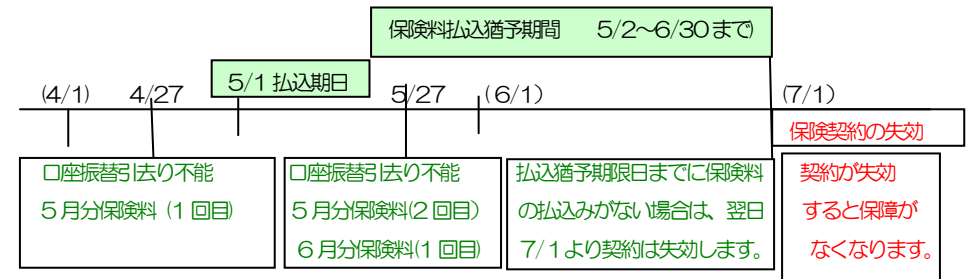 保険料払込猶予期間 5/2～6/30まで)
5/1 払込期日
(4/1) 4/27 5/27 (6/1) (7/1)
保険契約の失効
口座振替引去り不能
5月分保険料 (1回目)
口座振替引去り不能
5月分保険料(2回目)
6月分保険料(1回目)
払込猶予期限日までに保険料
の払込みがない場合は、翌日
7/1より契約は失効します。
契約が失効
すると保障が
なくなります。